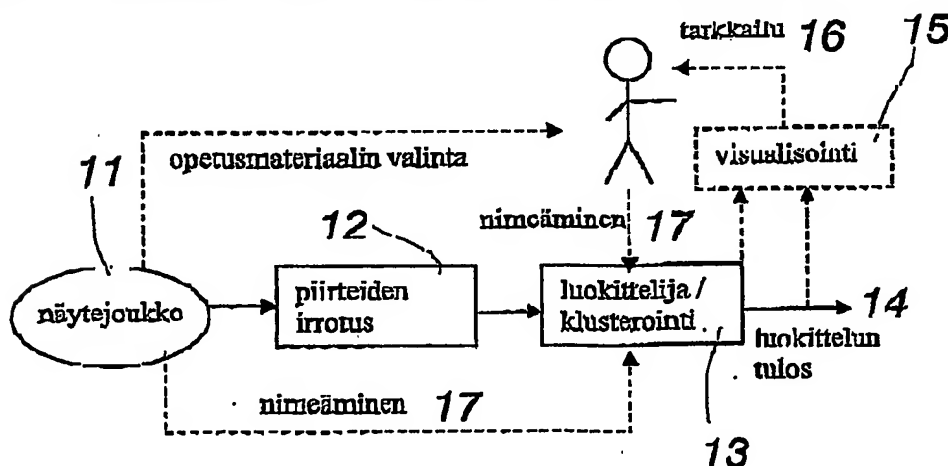 tarkkailu 16
15
opetusmateriaalin valinta
visualisointi
11
12
nimeäminen 17
näytejoukko
piirteiden
irrotus
luokittelija /
klusterointi
14
luokittelun
tulos
nimeäminen 17
13